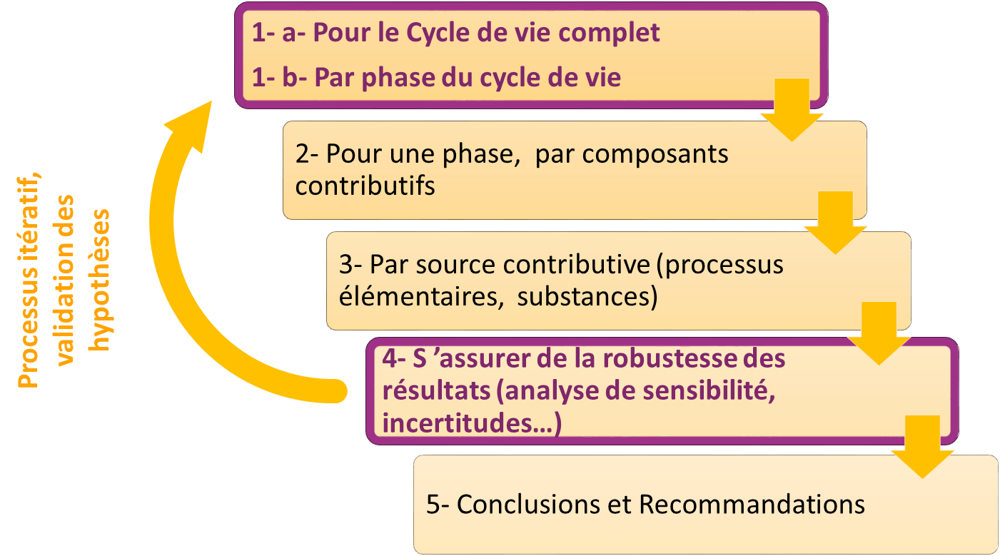 1- a- Pour le Cycle de vie complet
1- b- Par phase du cycle de vie
2- Pour une phase, par composants
contributifs
3- Par source contributive (processus
élémentaires, substances)
4- S ’assurer de la robustesse des
résultats (analyse de sensibilité,
incertitudes…)
5- Conclusions et Recommandations
Processus itératif,
validation des
hypothèses